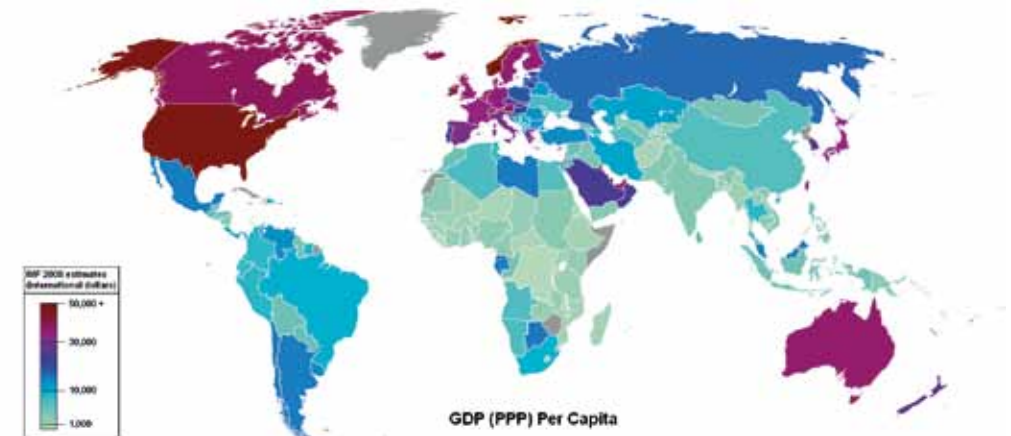 IMF 2008 estimates
(International dollars)
50,000 +
30,000
10,000
1,000
GDP (PPP) Per Capita